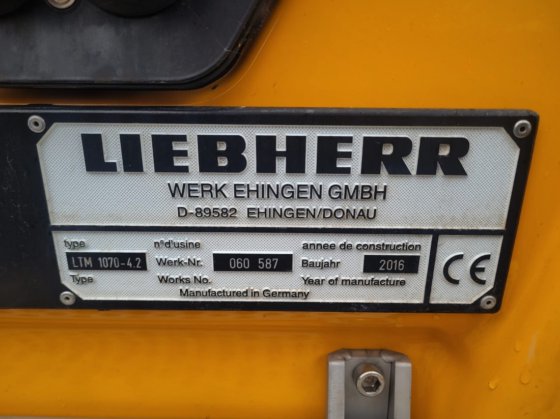 LIEBHERR
WERK EHINGEN GMBH
D-89582 EHINGEN/DONAU
type n°d'usine annee de construction
LTM 1070-4.2 Werk-Nr. 060 587 Baujahr 2016
Type Works No. Year of manufacture
Manufactured in Germany
CE